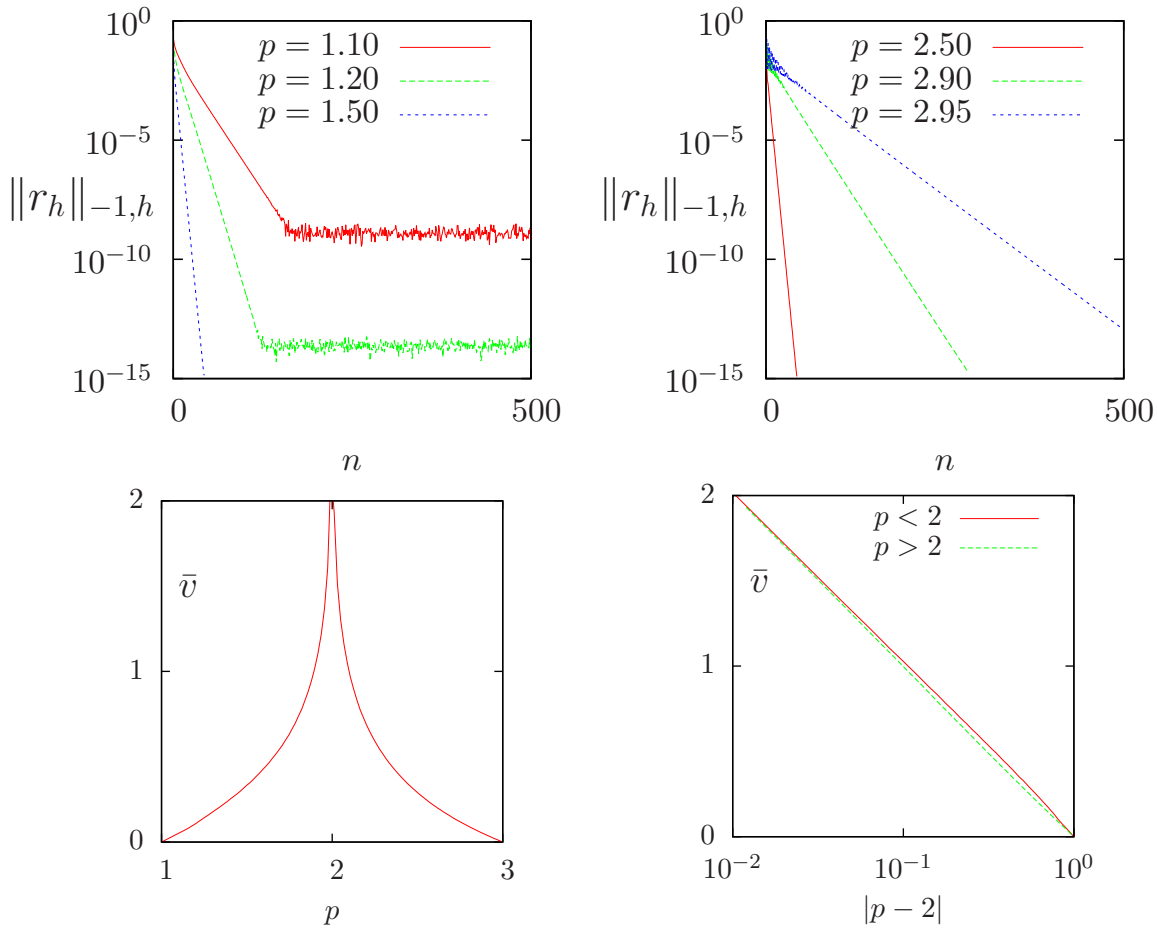 10^0
p = 1.10
p = 1.20
p = 1.50
10^{-5}
‖r_h‖_{−1,h}
10^{-10}
10^{-15}
0
500
n
10^0
p = 2.50
p = 2.90
p = 2.95
10^{-5}
‖r_h‖_{−1,h}
10^{-10}
10^{-15}
0
500
n
2
v̄
1
0
1
2
3
p
2
p < 2
p > 2
v̄
1
0
10^{-2}
10^{-1}
10^0
|p − 2|